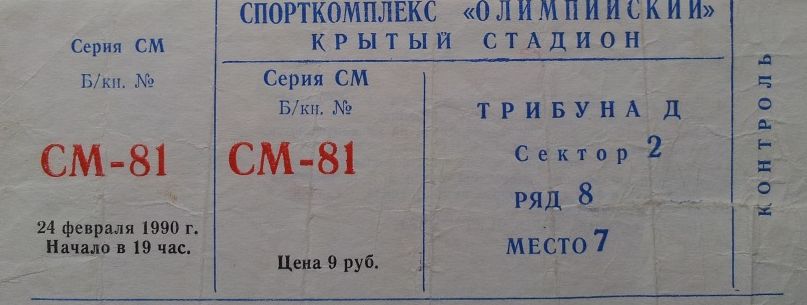 Серия СМ
Б/кн. №
СМ-81
24 февраля 1990 г.
Начало в 19 час.
СПОРТКОМПЛЕКС «ОЛИМПИЙСКИЙ»
КРЫТЫЙ СТАДИОН
Серия СМ
Б/кн. №
СМ-81
Цена 9 руб.
ТРИБУНА Д
Сектор 2
РЯД 8
МЕСТО 7
КОНТРОЛЬ